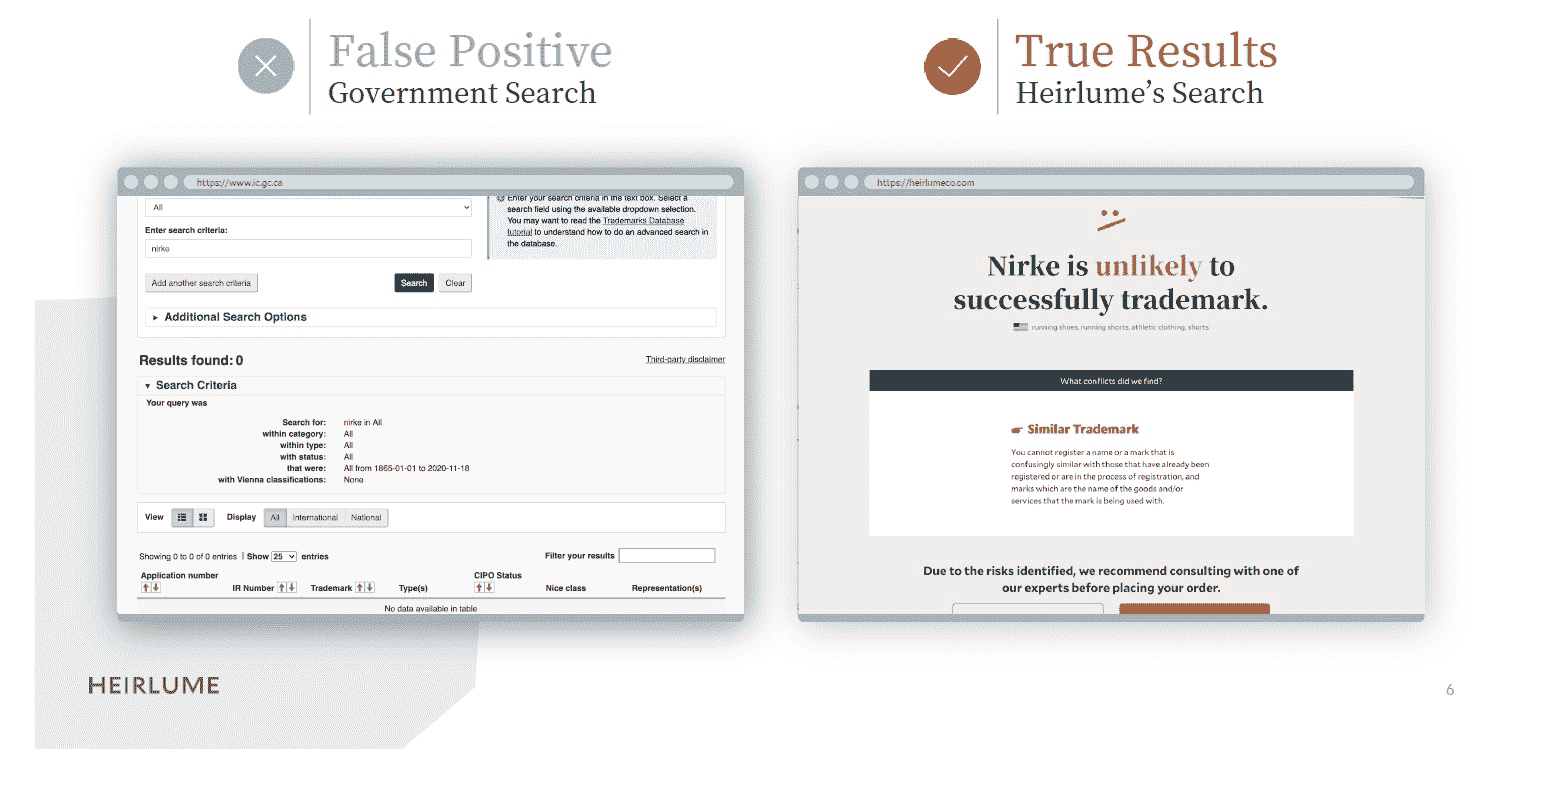 False Positive
Government Search
True Results
Heirlume's Search
https://www.ic.gc.ca
All
Enter search criteria:
nirke
Add another search criteria
Search
Clear
Enter your search criteria in the text box. Select a
search field using the available dropdown selection.
You may want to read the Trademarks Database
tutorial to understand how to do an advanced search in
the database.
Additional Search Options
Results found: 0
Third-party disclaimer
Search Criteria
Your query was
Search for: nirke in All
within category: All
within type: All
with status: All
that were: All from 1865-01-01 to 2020-11-18
with Vienna classifications: None
View Display All International National
Showing 0 to 0 of 0 entries | Show 25 entries
Filter your results
Application number IR Number Trademark Type(s) CIPO Status Nice class Representation(s)
No data available in table
https://heirlumeco.com
Nirke is unlikely to
successfully trademark.
running shoes, running shorts, athletic clothing, shorts
What conflicts did we find?
Similar Trademark
You cannot register a name or a mark that is
confusingly similar with those that have already been
registered or are in the process of registration, and
marks which are the name of the goods and/or
services that the mark is being used with.
Due to the risks identified, we recommend consulting with one of
our experts before placing your order.
HEIRLUME
6